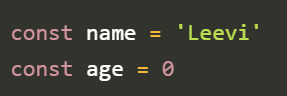 const name = 'Leevi'
const age = 0